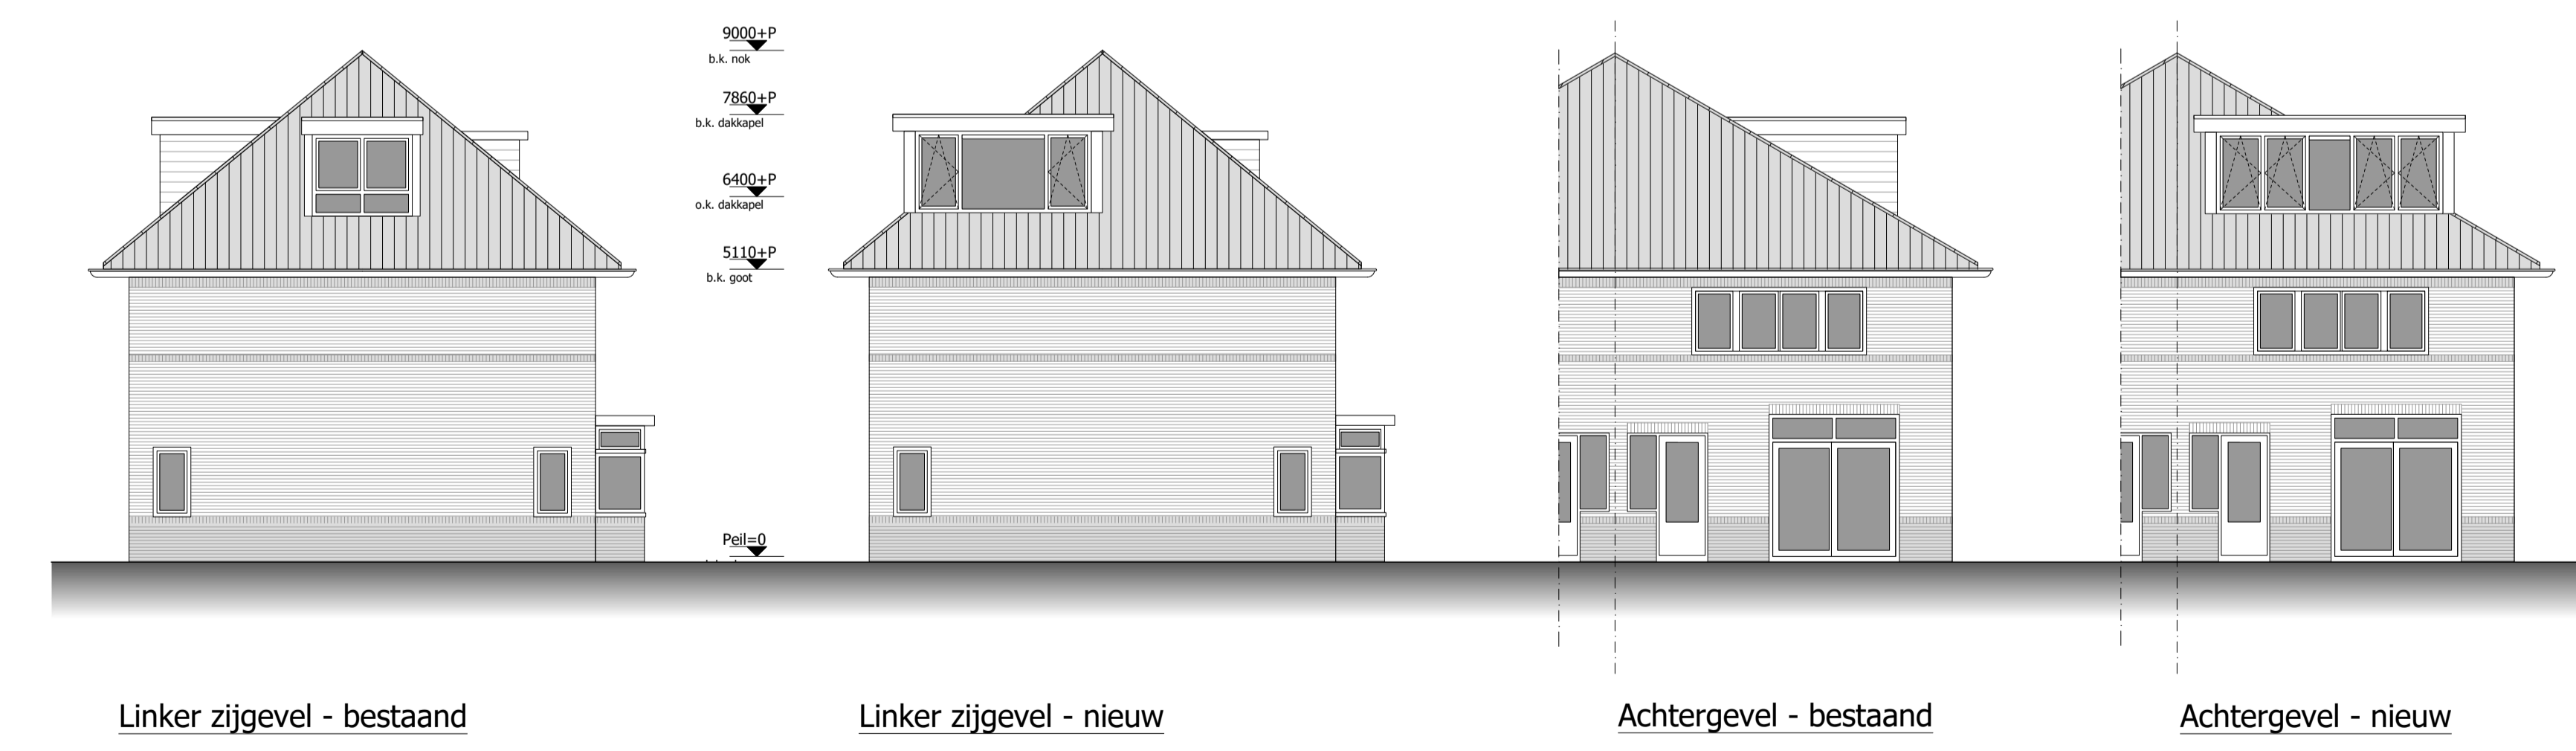 9000+P
b.k. nok
7860+P
b.k. dakkapel
6400+P
o.k. dakkapel
5110+P
b.k. goot
Peil=0
Linker zijgevel - bestaand
Linker zijgevel - nieuw
Achtergevel - bestaand
Achtergevel - nieuw